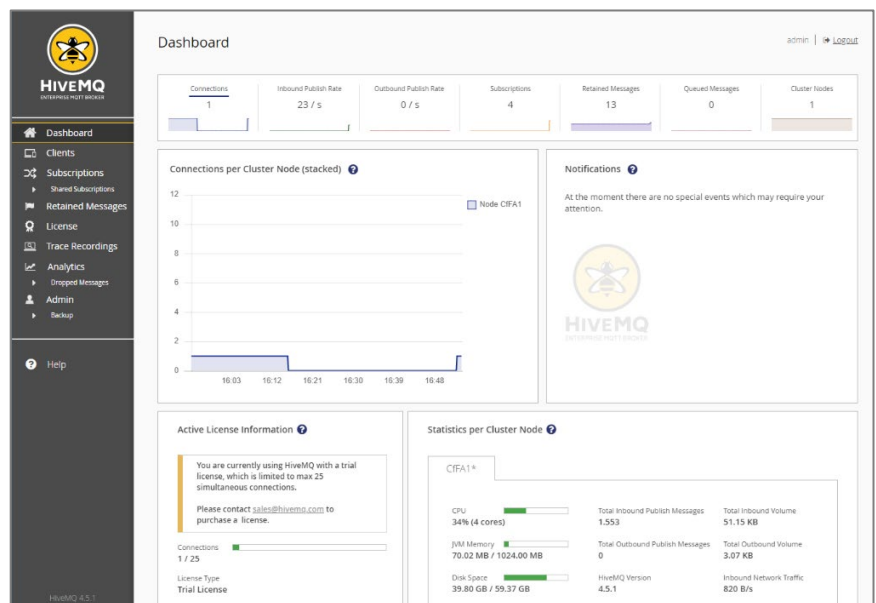 HIVEMQ
ENTERPRISE MQTT BROKER
Dashboard
Clients
Subscriptions
Shared Subscriptions
Retained Messages
License
Trace Recordings
Analytics
Dropped Messages
Admin
Backup
Help
HiveMQ 4.5.1
Dashboard
admin | Logout
Connections
1
Inbound Publish Rate
23 / s
Outbound Publish Rate
0 / s
Subscriptions
4
Retained Messages
13
Queued Messages
0
Cluster Nodes
1
Connections per Cluster Node (stacked) ?
12
10
8
6
4
2
0
16:03 16:12 16:21 16:30 16:39 16:48
Node CfFA1
Notifications ?
At the moment there are no special events which may require your
attention.
HIVEMQ
ENTERPRISE MQTT BROKER
Active License Information ?
You are currently using HiveMQ with a trial
license, which is limited to max 25
simultaneous connections.
Please contact sales@hivemq.com to
purchase a license.
Connections
1 / 25
License Type
Trial License
Statistics per Cluster Node ?
CfFA1*
CPU
34% (4 cores)
JVM Memory
70.02 MB / 1024.00 MB
Disk Space
39.80 GB / 59.37 GB
Total Inbound Publish Messages
1.553
Total Outbound Publish Messages
0
HiveMQ Version
4.5.1
Total Inbound Volume
51.15 KB
Total Outbound Volume
3.07 KB
Inbound Network Traffic
820 B/s